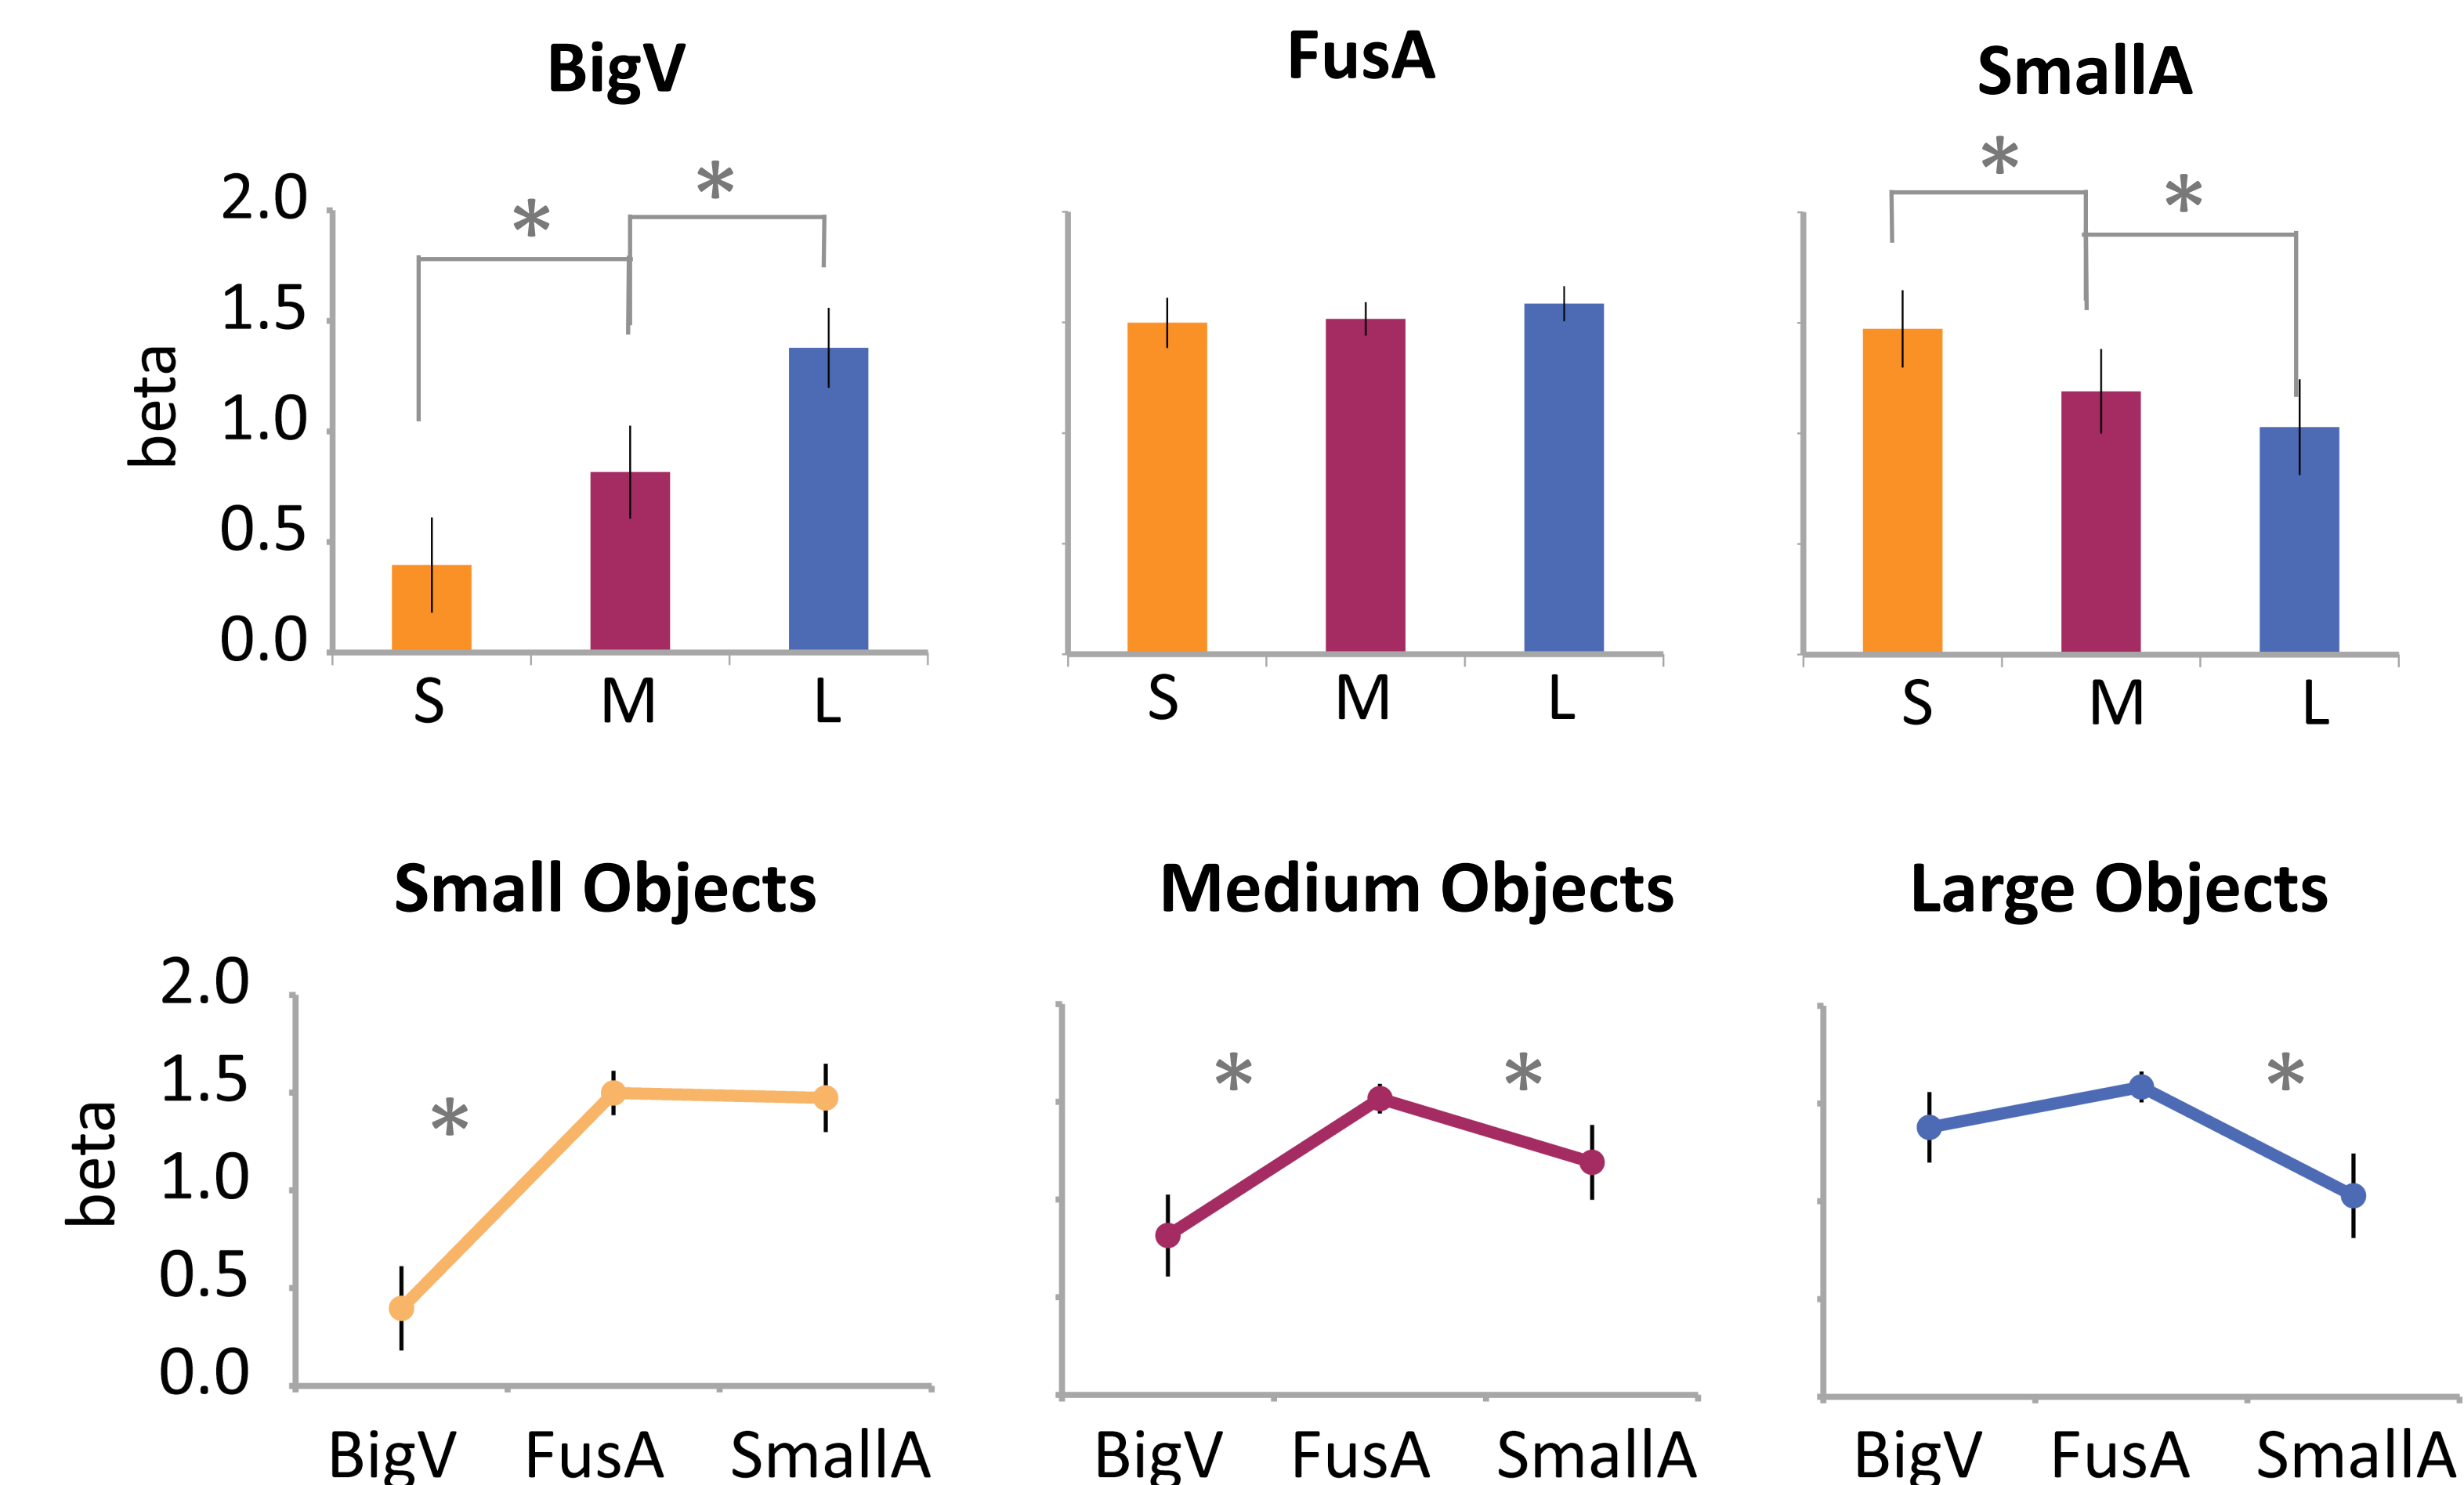 BigV
FusA
SmallA
* *
* *
2.0
1.5
1.0
0.5
0.0
beta
S M L
S M L
S M L
Small Objects
Medium Objects
Large Objects
2.0
1.5
1.0
0.5
0.0
beta
*
* *
*
BigV FusA SmallA
BigV FusA SmallA
BigV FusA SmallA